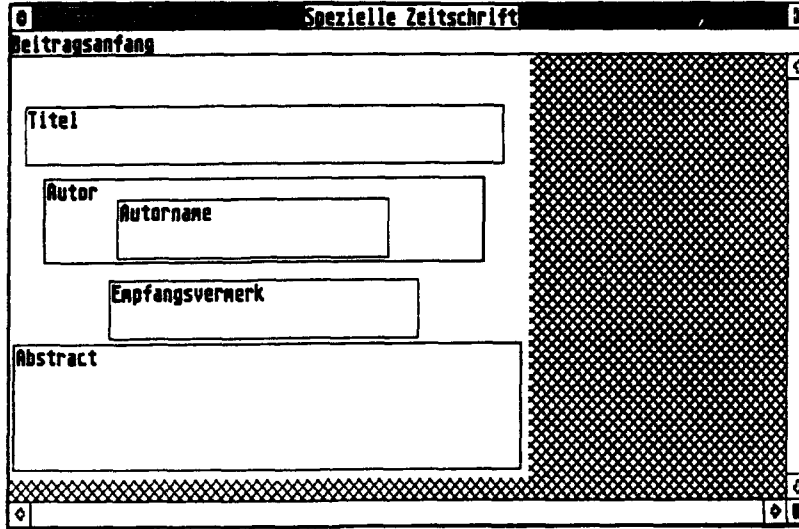 Spezielle Zeitschrift
Beitragsanfang
Titel
Autor
Autorname
Empfangsvermerk
Abstract